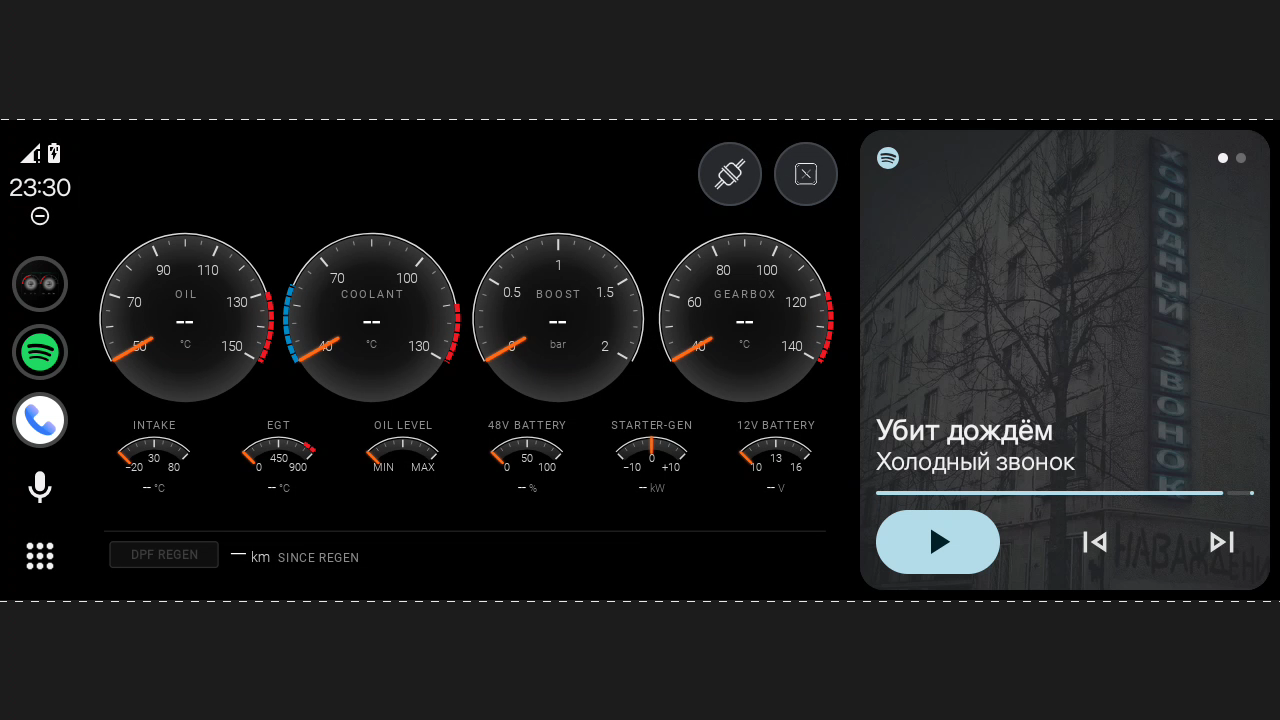 23:30
90 110
70 130
50 150
OIL
--
°C
70 100
40 130
COOLANT
--
°C
1
0.5 1.5
0 2
BOOST
--
bar
80 100
60 120
40 140
GEARBOX
--
°C
INTAKE
30
-20 80
-- °C
EGT
450
0 900
-- °C
OIL LEVEL
MIN MAX
48V BATTERY
50
0 100
-- %
STARTER-GEN
0
-10 +10
-- kW
12V BATTERY
13
10 16
-- V
DPF REGEN
— km SINCE REGEN
ХОЛОДНЫЙ ЗВОНОК
Убит дождём
Холодный звонок
НАВАЖДЕНИ